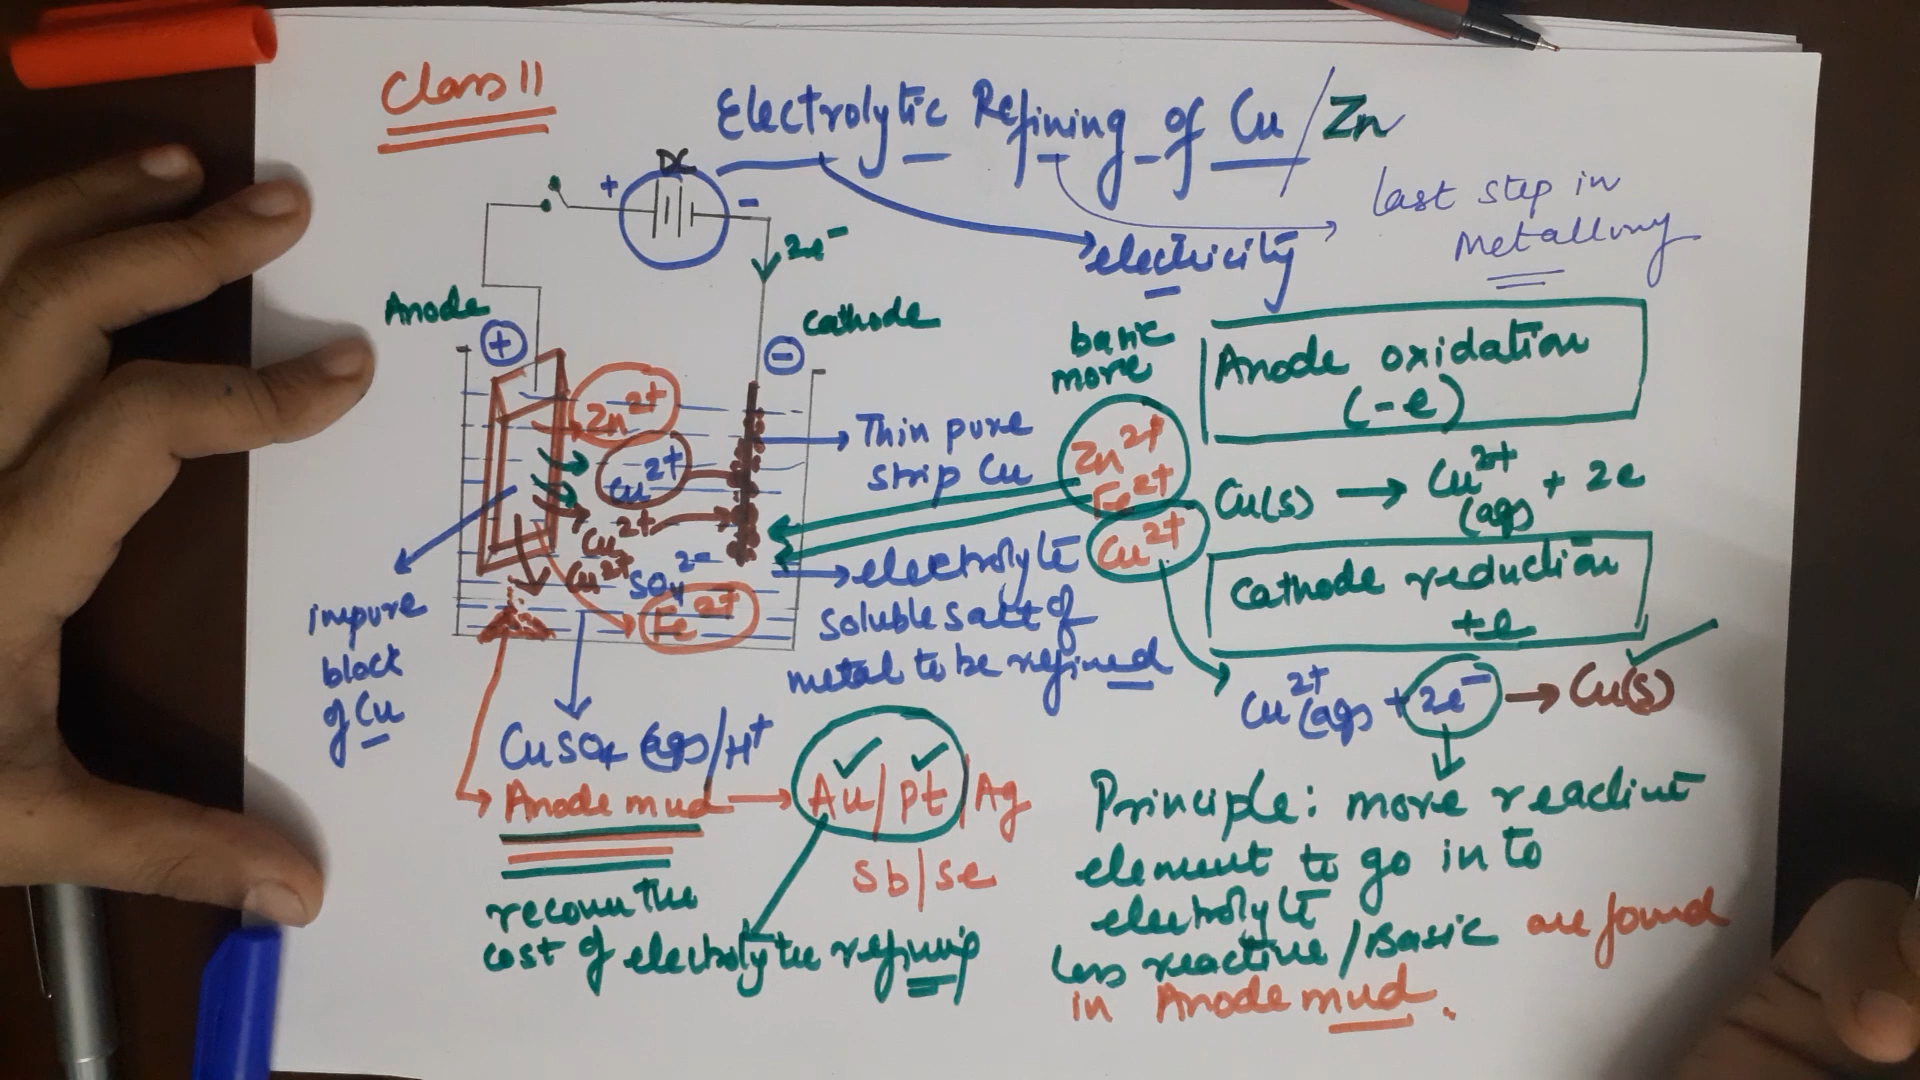 Class 11
Electrolytic Refining of Cu/Zn
DC
+
-
2e⁻
last step in
Metallurgy
electricity
Anode
+
Cathode
-
basic
more
Zn²⁺
Fe²⁺
Cu²⁺
Anode oxidation
(-e)
Cu(s) → Cu²⁺(aq) + 2e
Cathode reduction
+e
Cu²⁺(aq) + 2e⁻ → Cu(s)
Zn²⁺
Cu²⁺
Cu²⁺
Cu²⁺
SO₄²⁻
Fe²⁺
Thin pure
strip Cu
electrolyte
soluble salt of
metal to be refined
impure
block
of Cu
CuSO₄ (aq)/H⁺
Anode mud → Au/Pt/Ag
Sb/Se
cost of electrolytic refining
Principle: more
element to go in to
electrolyte
less reactive/Basic are found
in Anode mud.